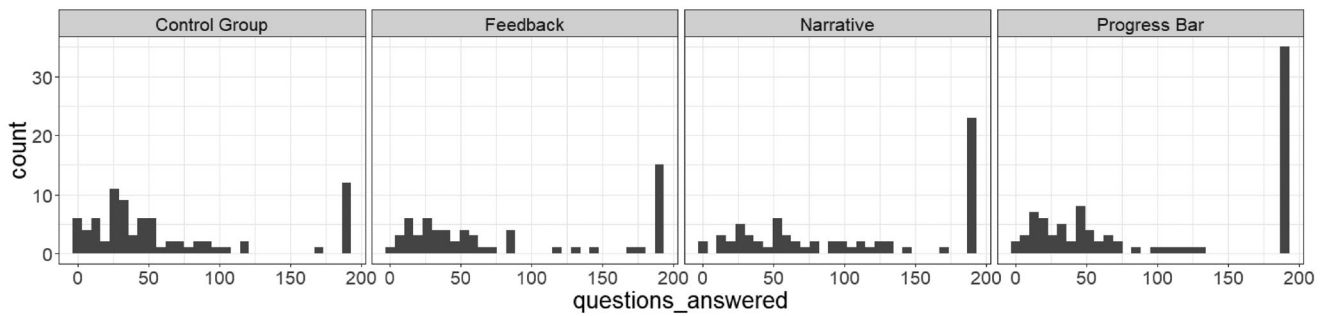 Control Group
Feedback
Narrative
Progress Bar
count
30
20
10
0
0 50 100 150 200
0 50 100 150 200
0 50 100 150 200
0 50 100 150 200
questions_answered